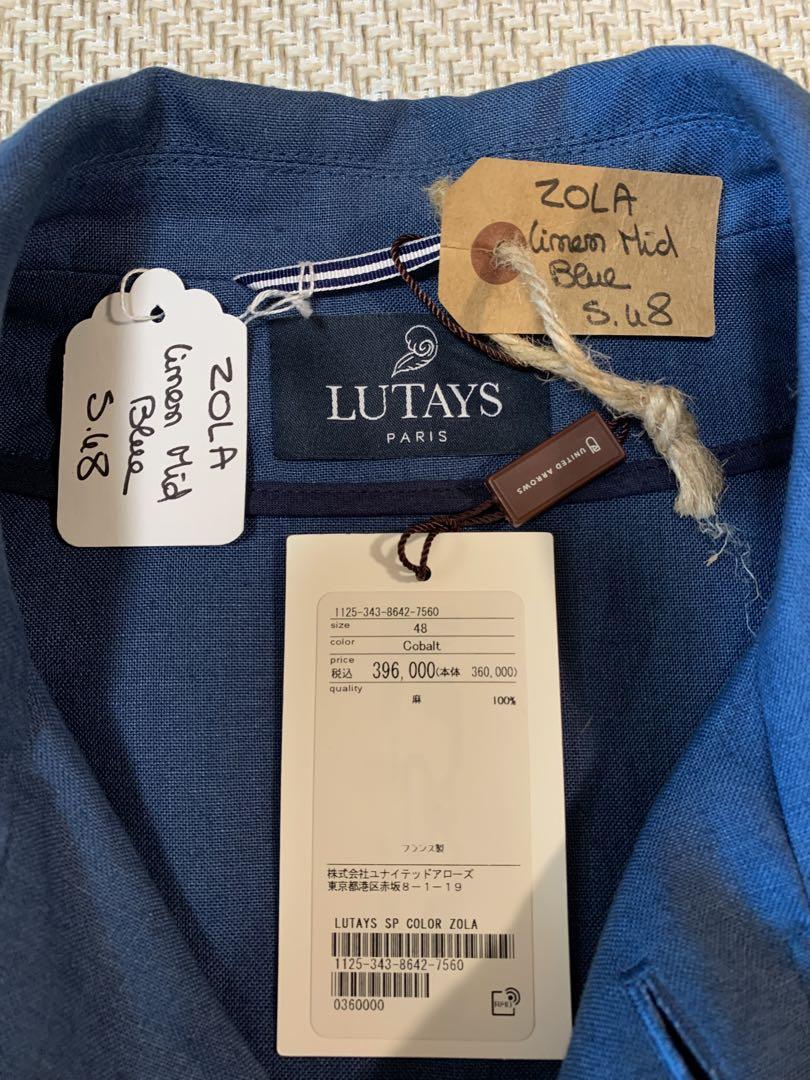 ZOLA
linen Mid
Blue
S.48
ZOLA
linen Mid
Blue
S.48
LUTAYS
PARIS
UNITED ARROWS
1125-343-8642-7560
size 48
color Cobalt
price
税込 396,000(本体 360,000)
quality
麻 100%
フランス製
株式会社ユナイテッドアローズ
東京都港区赤坂8-1-19
LUTAYS SP COLOR ZOLA
1125-343-8642-7560
0360000
RFID